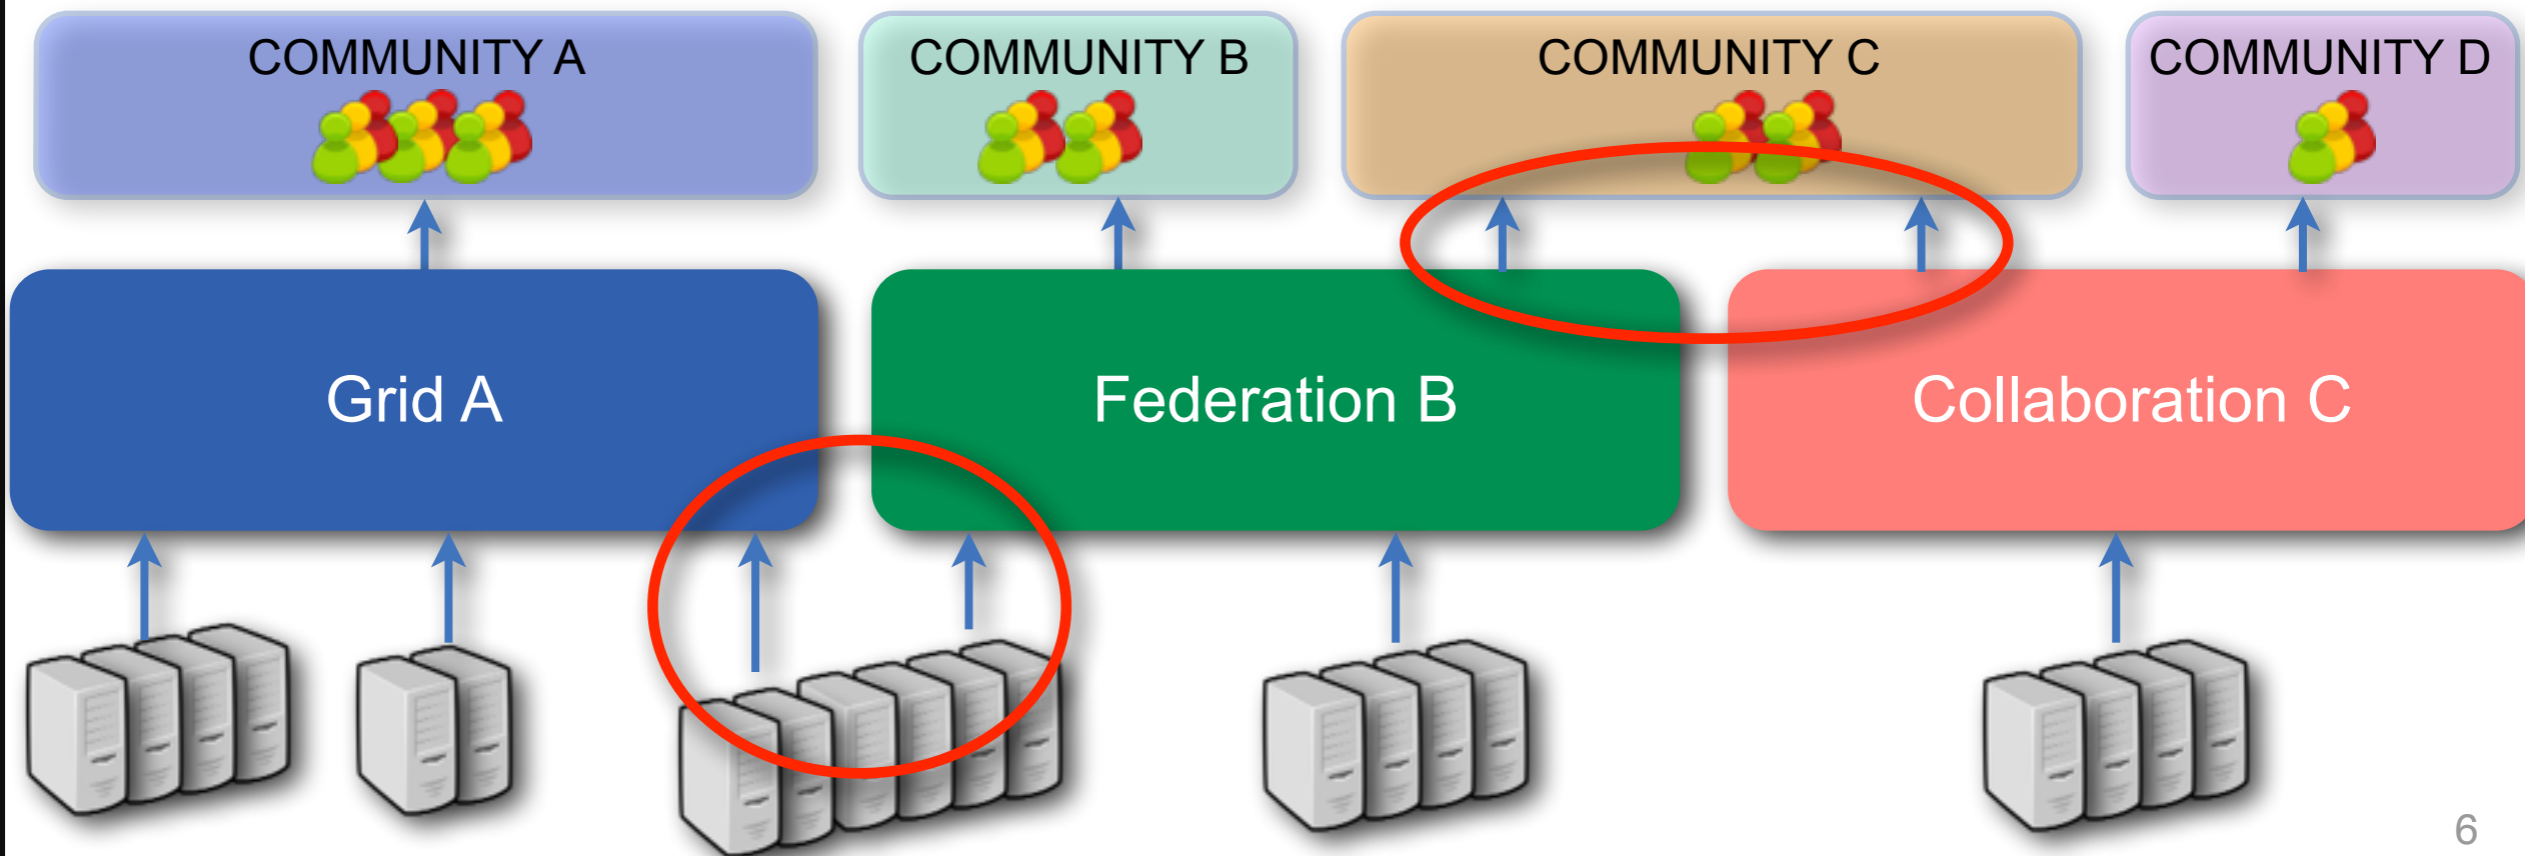 COMMUNITY A
COMMUNITY B
COMMUNITY C
COMMUNITY D
Grid A
Federation B
Collaboration C
6